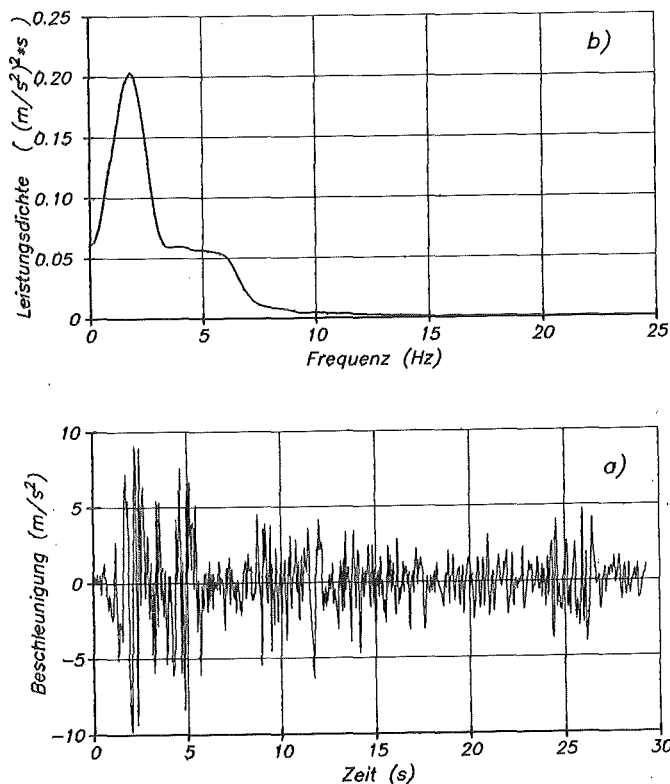 b)
Leistungsdichte ( (m/s²)²*s)
0.25
0.20
0.15
0.10
0.05
0
0 5 10 15 20 25
Frequenz (Hz)
a)
Beschleunigung (m/s²)
10
5
0
−5
−10
0 5 10 15 20 25 30
Zeit (s)